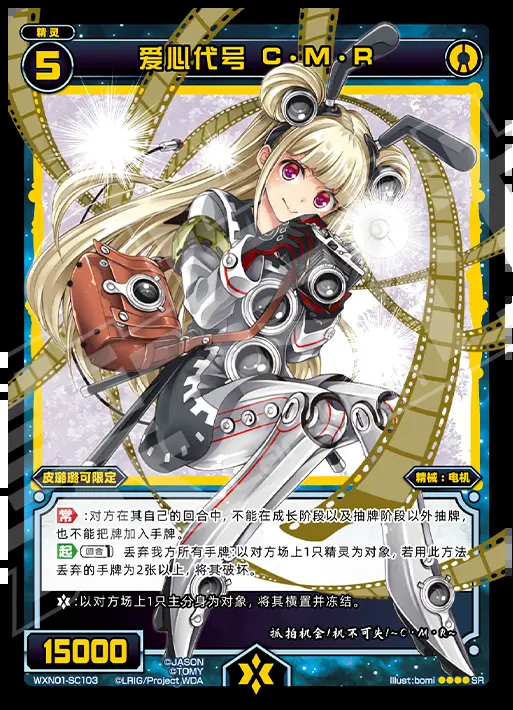 精灵
5
爱心代号 C·M·R
皮璐璐可限定
精械：电机
常 :对方在其自己的回合中，不能在成长阶段以及抽牌阶段以外抽牌，
也不能把牌加入手牌。
起 回合1 丢弃我方所有手牌:以对方场上1只精灵为对象，若用此方法
丢弃的手牌为2张以上，将其破坏。
:以对方场上1只主分身为对象，将其横置并冻结。
抓拍机会!机不可失!~C·M·R~
15000
WXN01-SC103
©JASON
©TOMY
©LRIG/Project WDA
Illust:bomi
SR